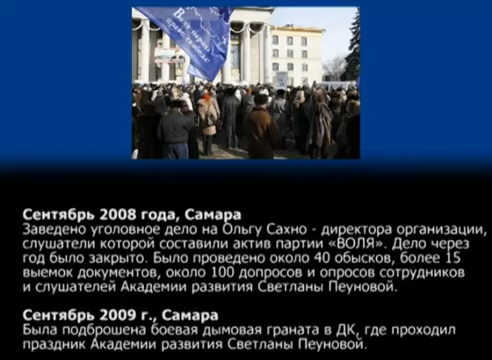 Сентябрь 2008 года, Самара
Заведено уголовное дело на Ольгу Сахно - директора организации,
слушатели которой составили актив партии «ВОЛЯ». Дело через
год было закрыто. Было проведено около 40 обысков, более 15
выемок документов, около 100 допросов и опросов сотрудников
и слушателей Академии развития Светланы Пеуновой.
Сентябрь 2009 г., Самара
Была подброшена боевая дымовая граната в ДК, где проходил
праздник Академии развития Светланы Пеуновой.